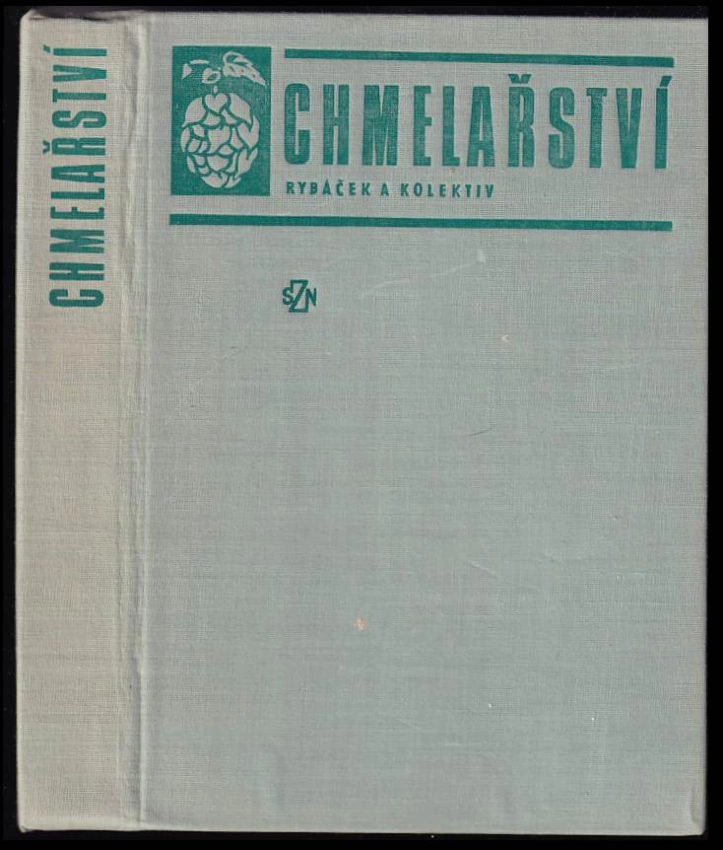 CHMELAŘSTVÍ
CHMELAŘSTVÍ
RYBÁČEK A KOLEKTIV
SZN